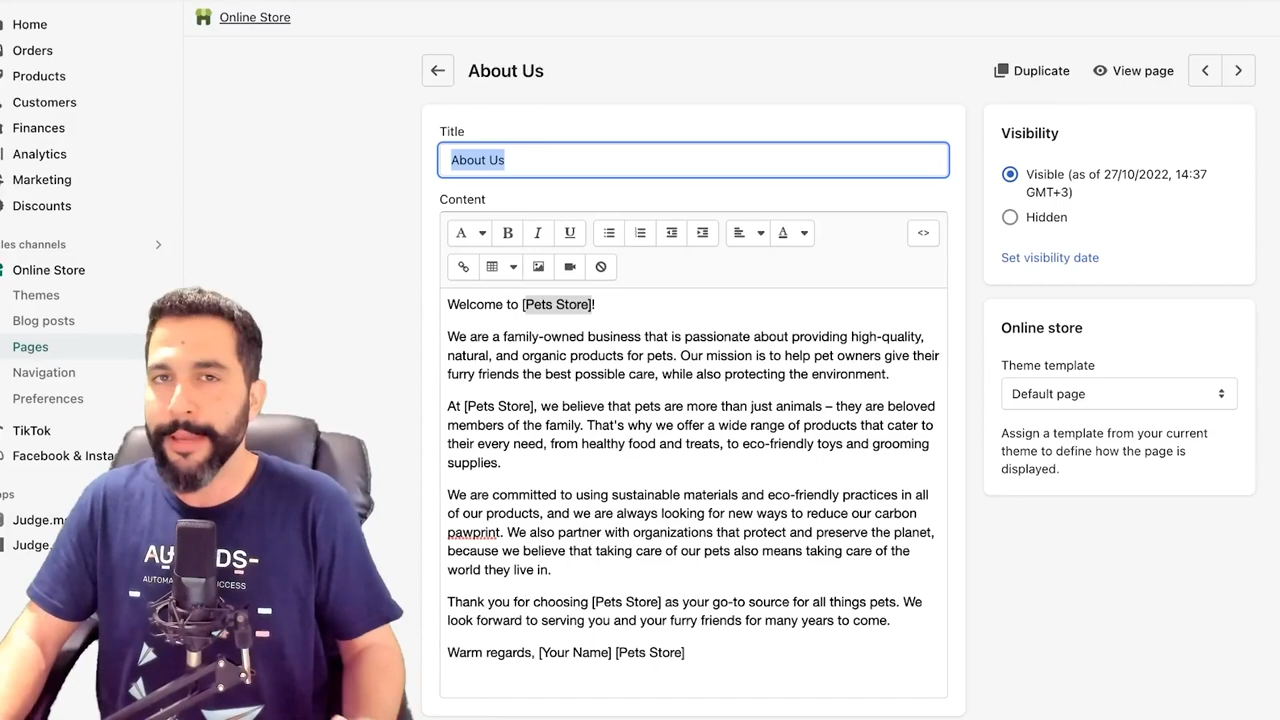 Home
Orders
Products
Customers
Finances
Analytics
Marketing
Discounts
les channels
Online Store
Themes
Blog posts
Pages
Navigation
Preferences
TikTok
Facebook & Insta
ps
Judge.m
Judge.
Online Store
About Us
Duplicate
View page
Title
About Us
Content
A B I U A <>
Welcome to [Pets Store]!
We are a family-owned business that is passionate about providing high-quality,
natural, and organic products for pets. Our mission is to help pet owners give their
furry friends the best possible care, while also protecting the environment.
At [Pets Store], we believe that pets are more than just animals – they are beloved
members of the family. That's why we offer a wide range of products that cater to
their every need, from healthy food and treats, to eco-friendly toys and grooming
supplies.
We are committed to using sustainable materials and eco-friendly practices in all
of our products, and we are always looking for new ways to reduce our carbon
pawprint. We also partner with organizations that protect and preserve the planet,
because we believe that taking care of our pets also means taking care of the
world they live in.
Thank you for choosing [Pets Store] as your go-to source for all things pets. We
look forward to serving you and your furry friends for many years to come.
Warm regards, [Your Name] [Pets Store]
Visibility
Visible (as of 27/10/2022, 14:37
GMT+3)
Hidden
Set visibility date
Online store
Theme template
Default page
Assign a template from your current
theme to define how the page is
displayed.